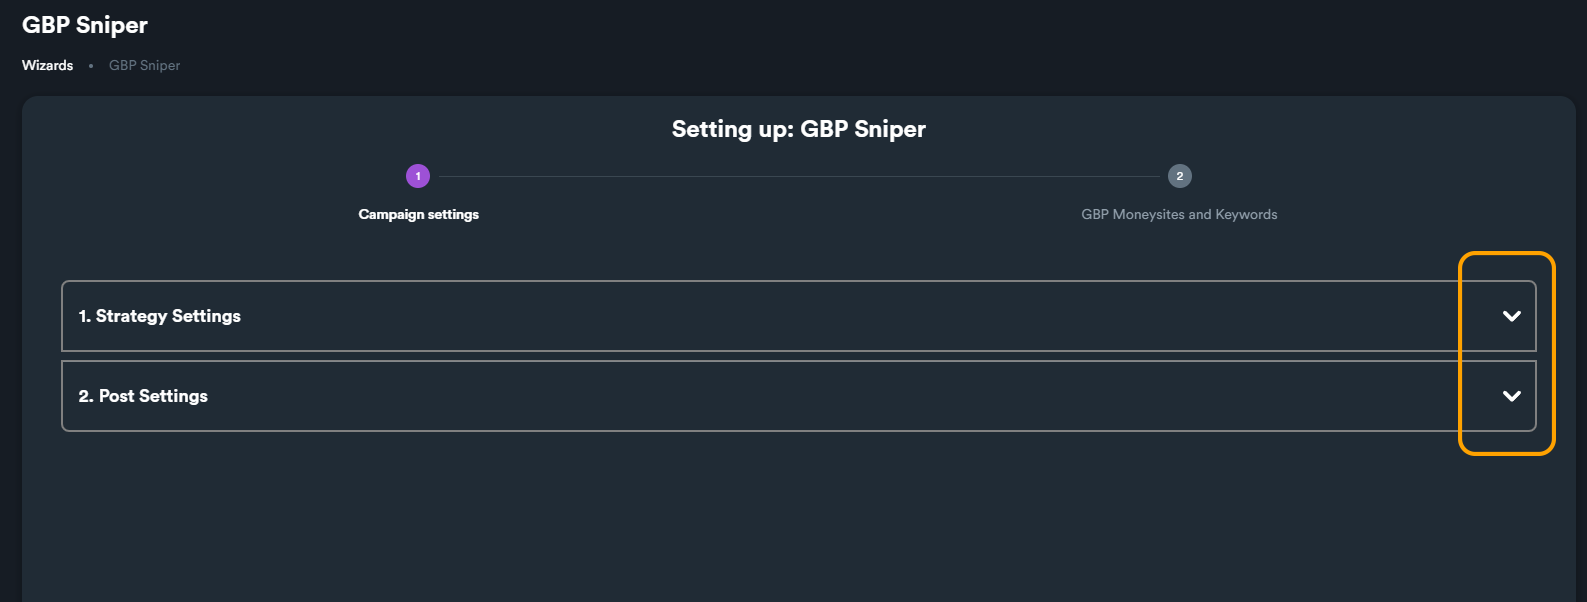 GBP Sniper
Wizards • GBP Sniper
Setting up: GBP Sniper
1 2
Campaign settings GBP Moneysites and Keywords
1. Strategy Settings
2. Post Settings